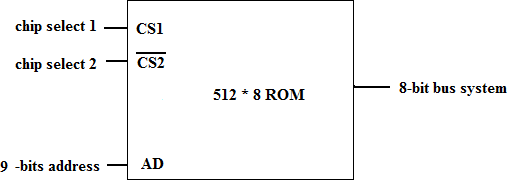 chip select 1
CS1
chip select 2
CS2
512 * 8 ROM
8-bit bus system
9 -bits address
AD